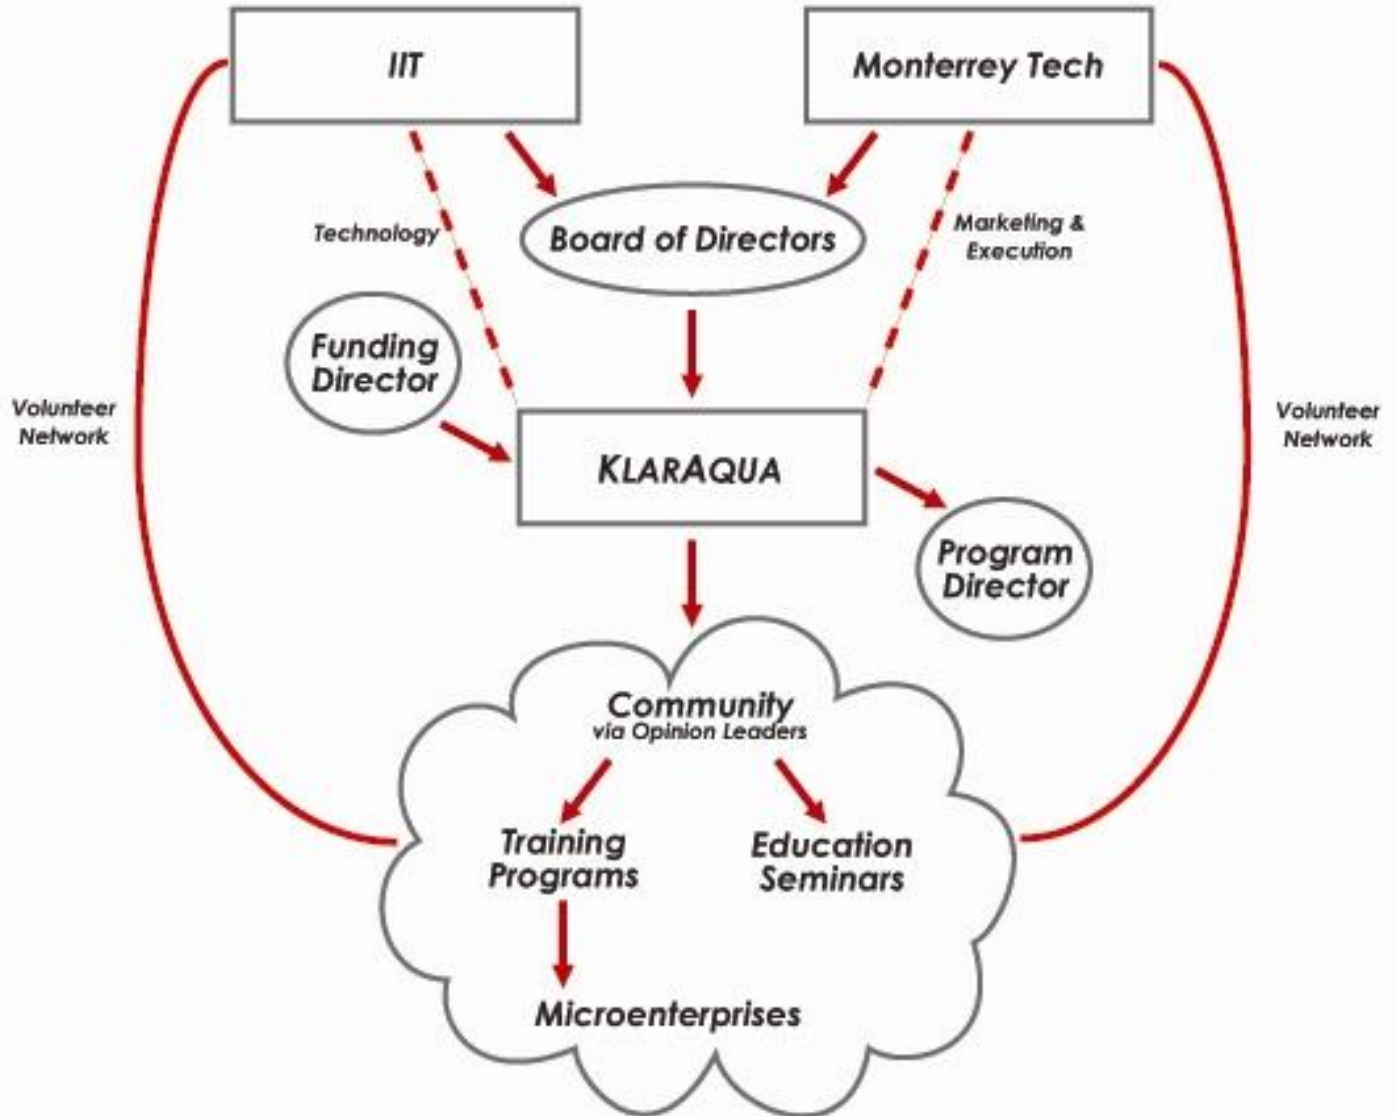 IIT
Monterrey Tech
Technology
Board of Directors
Marketing &
Execution
Funding
Director
Volunteer
Network
Volunteer
Network
KLARAQUA
Program
Director
Community
via Opinion Leaders
Training
Programs
Education
Seminars
Microenterprises